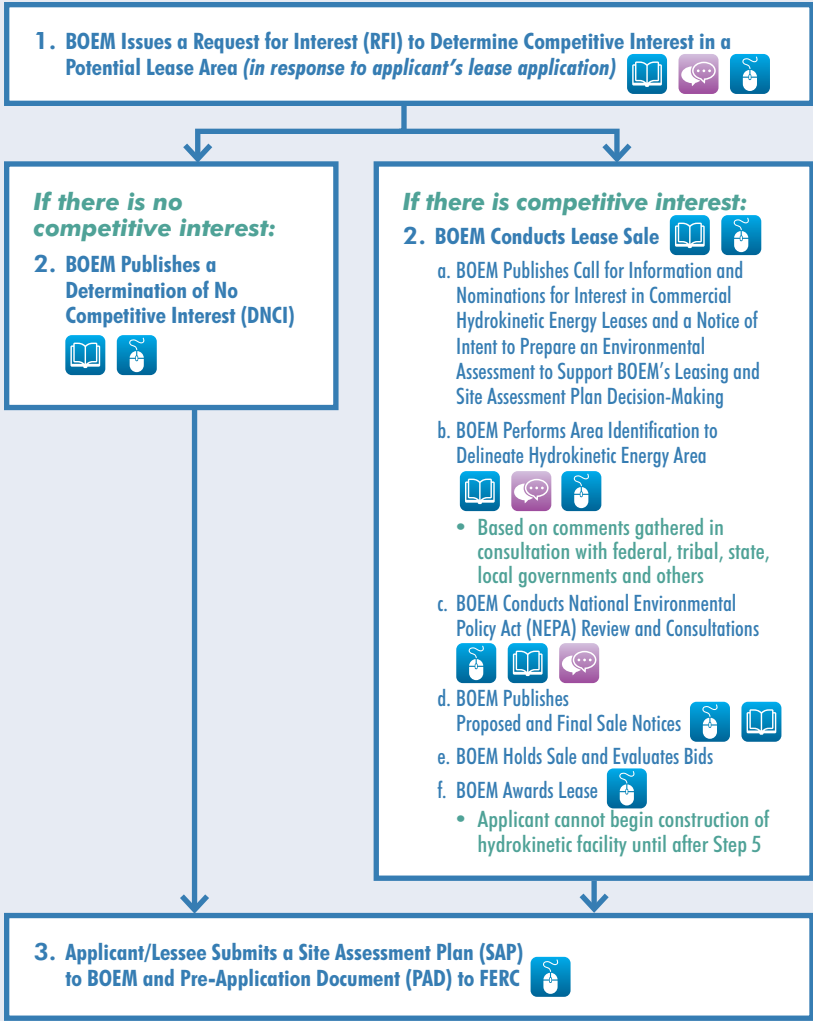 1. BOEM Issues a Request for Interest (RFI) to Determine Competitive Interest in a
Potential Lease Area (in response to applicant's lease application)
If there is no
competitive interest:
2. BOEM Publishes a
Determination of No
Competitive Interest (DNCI)
If there is competitive interest:
2. BOEM Conducts Lease Sale
a. BOEM Publishes Call for Information and
Nominations for Interest in Commercial
Hydrokinetic Energy Leases and a Notice of
Intent to Prepare an Environmental
Assessment to Support BOEM's Leasing and
Site Assessment Plan Decision-Making
b. BOEM Performs Area Identification to
Delineate Hydrokinetic Energy Area
• Based on comments gathered in
consultation with federal, tribal, state,
local governments and others
c. BOEM Conducts National Environmental
Policy Act (NEPA) Review and Consultations
d. BOEM Publishes
Proposed and Final Sale Notices
e. BOEM Holds Sale and Evaluates Bids
f. BOEM Awards Lease
• Applicant cannot begin construction of
hydrokinetic facility until after Step 5
3. Applicant/Lessee Submits a Site Assessment Plan (SAP)
to BOEM and Pre-Application Document (PAD) to FERC